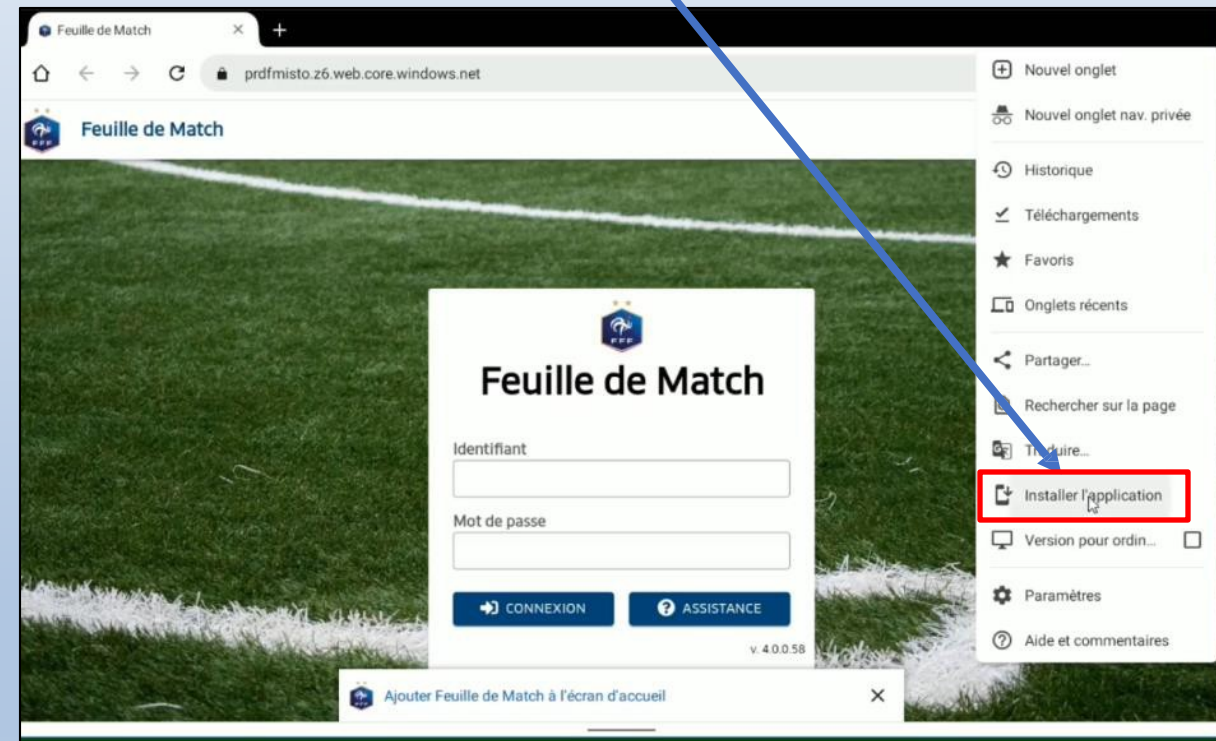 Feuille de Match
prdfmisto.z6.web.core.windows.net
FFF
Feuille de Match
FFF
Feuille de Match
Identifiant
Mot de passe
CONNEXION
ASSISTANCE
v. 4.0.0.58
Ajouter Feuille de Match à l'écran d'accueil
Nouvel onglet
Nouvel onglet nav. privée
Historique
Téléchargements
Favoris
Onglets récents
Partager...
Rechercher sur la page
Traduire...
Installer l'application
Version pour ordin...
Paramètres
Aide et commentaires